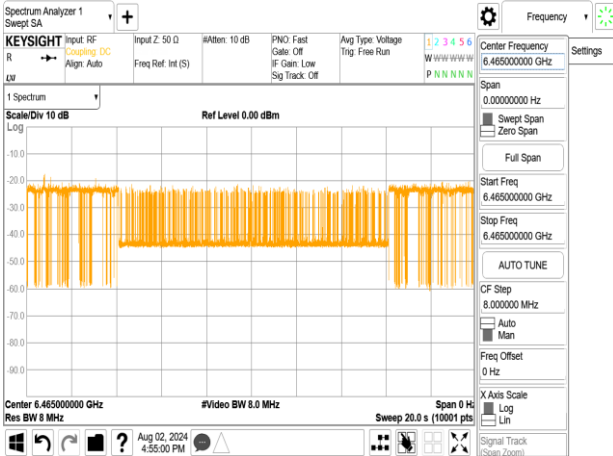 Spectrum Analyzer 1
Swept SA
KEYSIGHT
R
Input: RF
Coupling: DC
Align: Auto
Input Z: 50 Ω
Freq Ref: Int (S)
#Atten: 10 dB
PNO: Fast
Gate: Off
IF Gain: Low
Sig Track: Off
Avg Type: Voltage
Trig: Free Run
1 2 3 4 5 6
W W W W W W
P N N N N N
LXI
1 Spectrum
Scale/Div 10 dB
Ref Level 0.00 dBm
Log
-10.0
-20.0
-30.0
-40.0
-50.0
-60.0
-70.0
-80.0
-90.0
Center 6.465000000 GHz
#Video BW 8.0 MHz
Span 0 Hz
Res BW 8 MHz
Sweep 20.0 s (10001 pts
Aug 02, 2024
4:55:00 PM
?
Frequency
Settings
Center Frequency
6.465000000 GHz
Span
0.00000000 Hz
Swept Span
Zero Span
Full Span
Start Freq
6.465000000 GHz
Stop Freq
6.465000000 GHz
AUTO TUNE
CF Step
8.000000 MHz
Auto
Man
Freq Offset
0 Hz
X Axis Scale
Log
Lin
Signal Track
(Span Zoom)